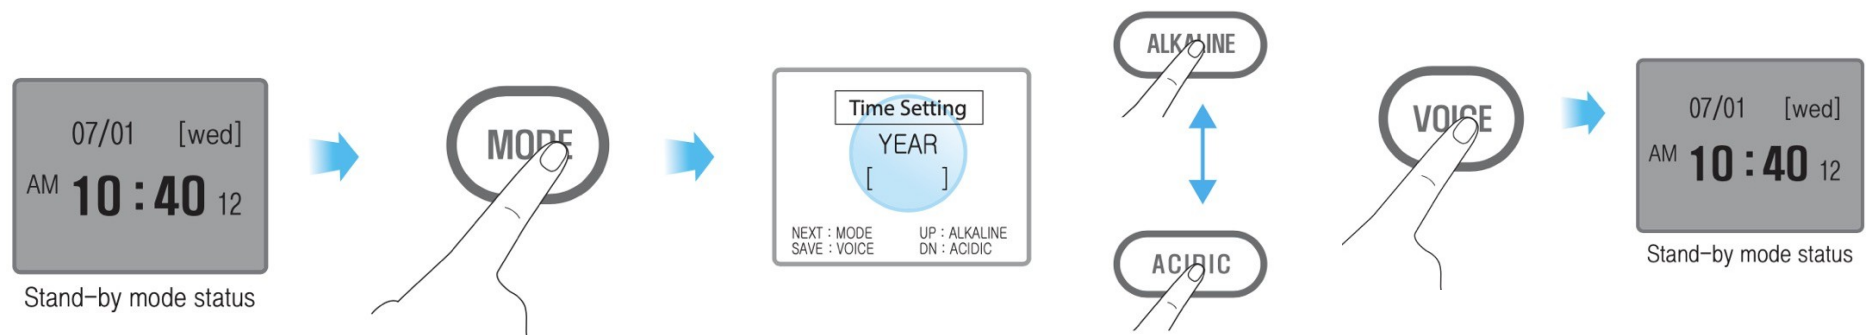 07/01 [wed]
AM 10 : 40 12
Stand-by mode status
MODE
Time Setting
YEAR
[ ]
NEXT : MODE UP : ALKALINE
SAVE : VOICE DN : ACIDIC
ALKALINE
ACIDIC
VOICE
07/01 [wed]
AM 10 : 40 12
Stand-by mode status